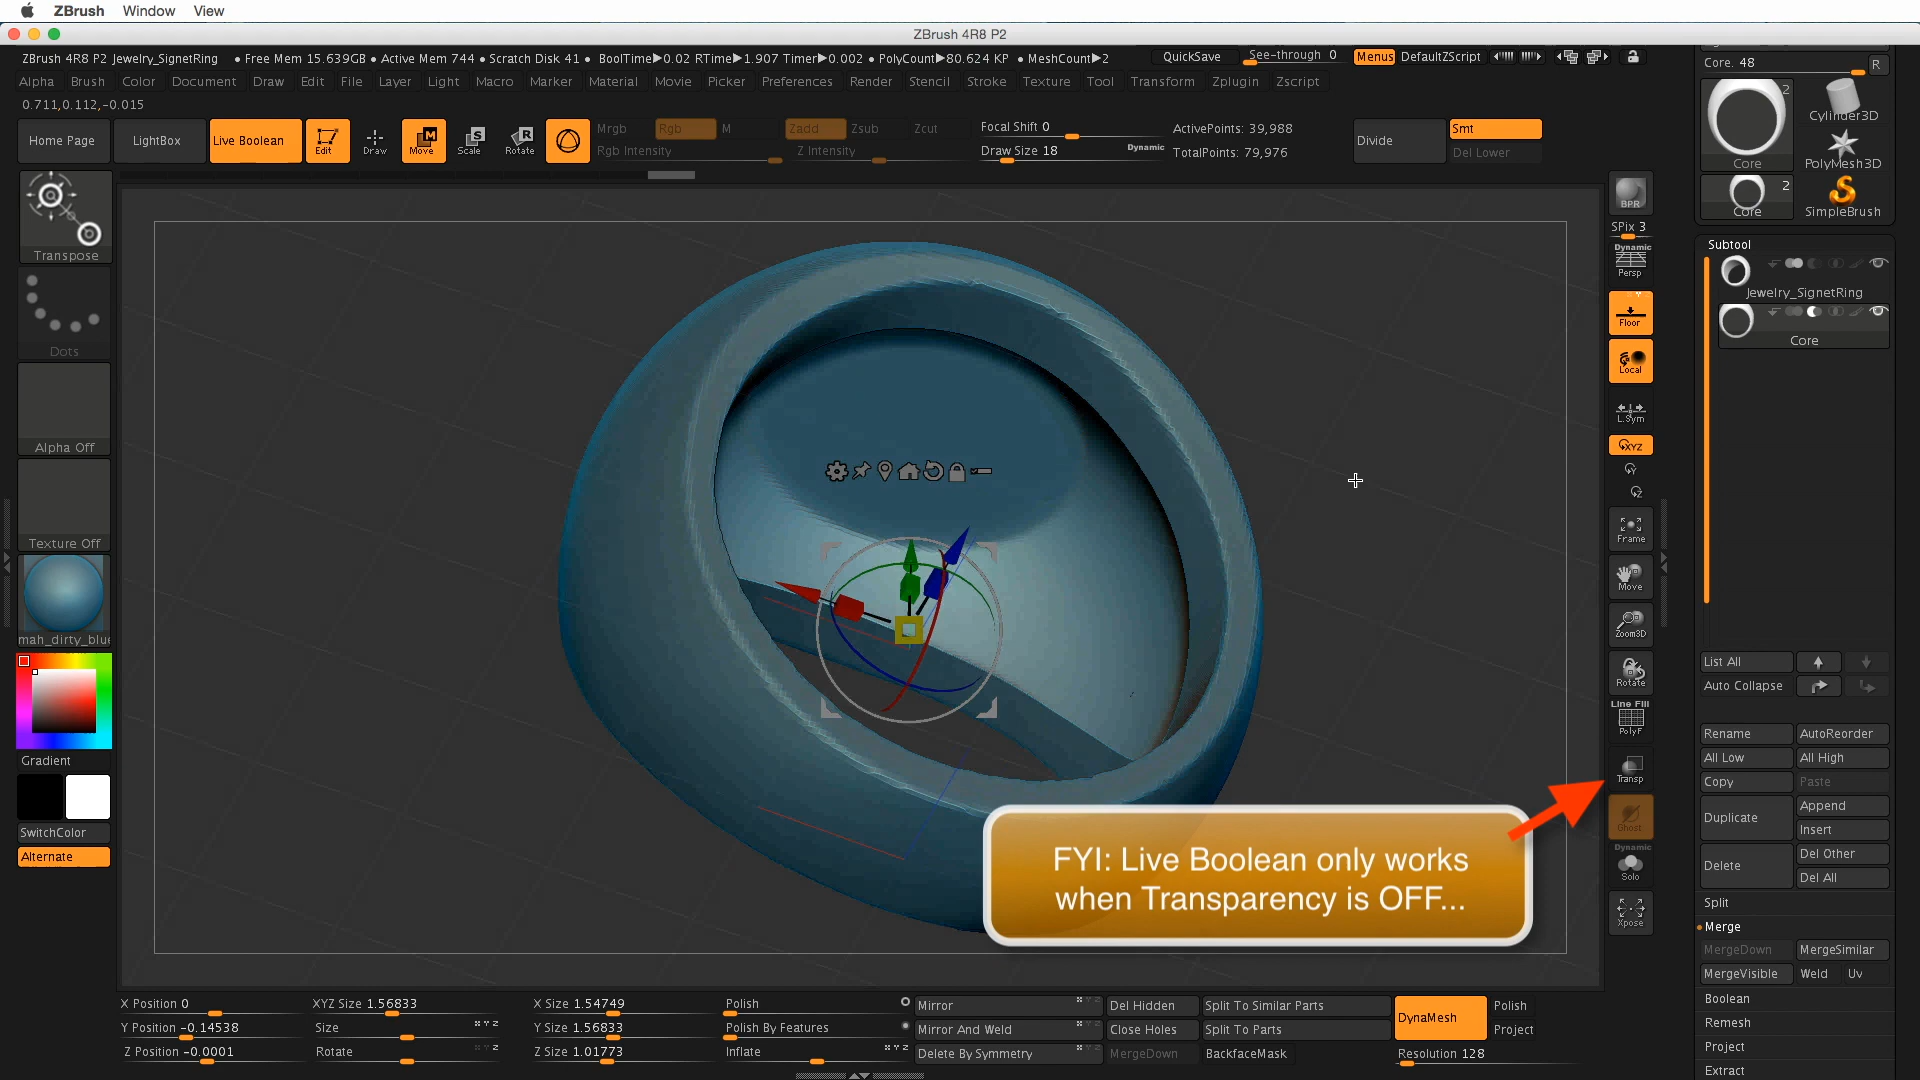 ZBrush Window View
ZBrush 4R8 P2
ZBrush 4R8 P2 Jewelry_SignetRing • Free Mem 15.639GB • Active Mem 744 • Scratch Disk 41 • BoolTime▶0.02 RTime▶1.907 Timer▶0.002 • PolyCount▶80.624 KP • MeshCount▶2
QuickSave See-through 0 Menus DefaultZScript
Alpha Brush Color Document Draw Edit File Layer Light Macro Marker Material Movie Picker Preferences Render Stencil Stroke Texture Tool Transform Zplugin Zscript
0.711,0.112,-0.015
Home Page LightBox Live Boolean Edit Draw Move Scale Rotate
Mrgb Rgb M Zadd Zsub Zcut
Rgb Intensity Z Intensity
Focal Shift 0
Draw Size 18 Dynamic
ActivePoints: 39,988
TotalPoints: 79,976
Divide
Smt
Del Lower
Transpose
Dots
Alpha Off
Texture Off
mah_dirty_blue
Gradient
SwitchColor
Alternate
BPR
SPix 3
Dynamic
Persp
Floor
Local
L.Sym
XYZ
Y
Z
Frame
Move
Zoom3D
Rotate
Line Fill
PolyF
Transp
Ghost
Dynamic
Solo
Xpose
Core. 48 R
2
Core
Cylinder3D
PolyMesh3D
2
Core
SimpleBrush
Subtool
Jewelry_SignetRing
Core
List All
Auto Collapse
Rename AutoReorder
All Low All High
Copy Paste
Duplicate Append
Insert
Delete Del Other
Del All
Split
Merge
MergeDown MergeSimilar
MergeVisible Weld Uv
Boolean
Remesh
Project
Extract
FYI: Live Boolean only works
when Transparency is OFF...
X Position 0
Y Position -0.14538
Z Position -0.0001
XYZ Size 1.56833
Size
Rotate
X Size 1.54749
Y Size 1.56833
Z Size 1.01773
Polish
Polish By Features
Inflate
Mirror
Mirror And Weld
Delete By Symmetry
Del Hidden
Close Holes
MergeDown
Split To Similar Parts
Split To Parts
BackfaceMask
DynaMesh
Polish
Project
Resolution 128